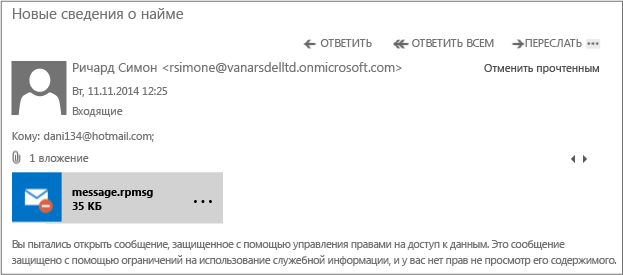 Новые сведения о найме
ОТВЕТИТЬ ОТВЕТИТЬ ВСЕМ ПЕРЕСЛАТЬ ...
Ричард Симон <rsimone@vanarsdelltd.onmicrosoft.com> Отменить прочтенным
Вт, 11.11.2014 12:25
Входящие
Кому: dani134@hotmail.com;
1 вложение
message.rpmsg
35 КБ ...
Вы пытались открыть сообщение, защищенное с помощью управления правами на доступ к данным. Это сообщение
защищено с помощью ограничений на использование служебной информации, и у вас нет прав не просмотр его содержимого.